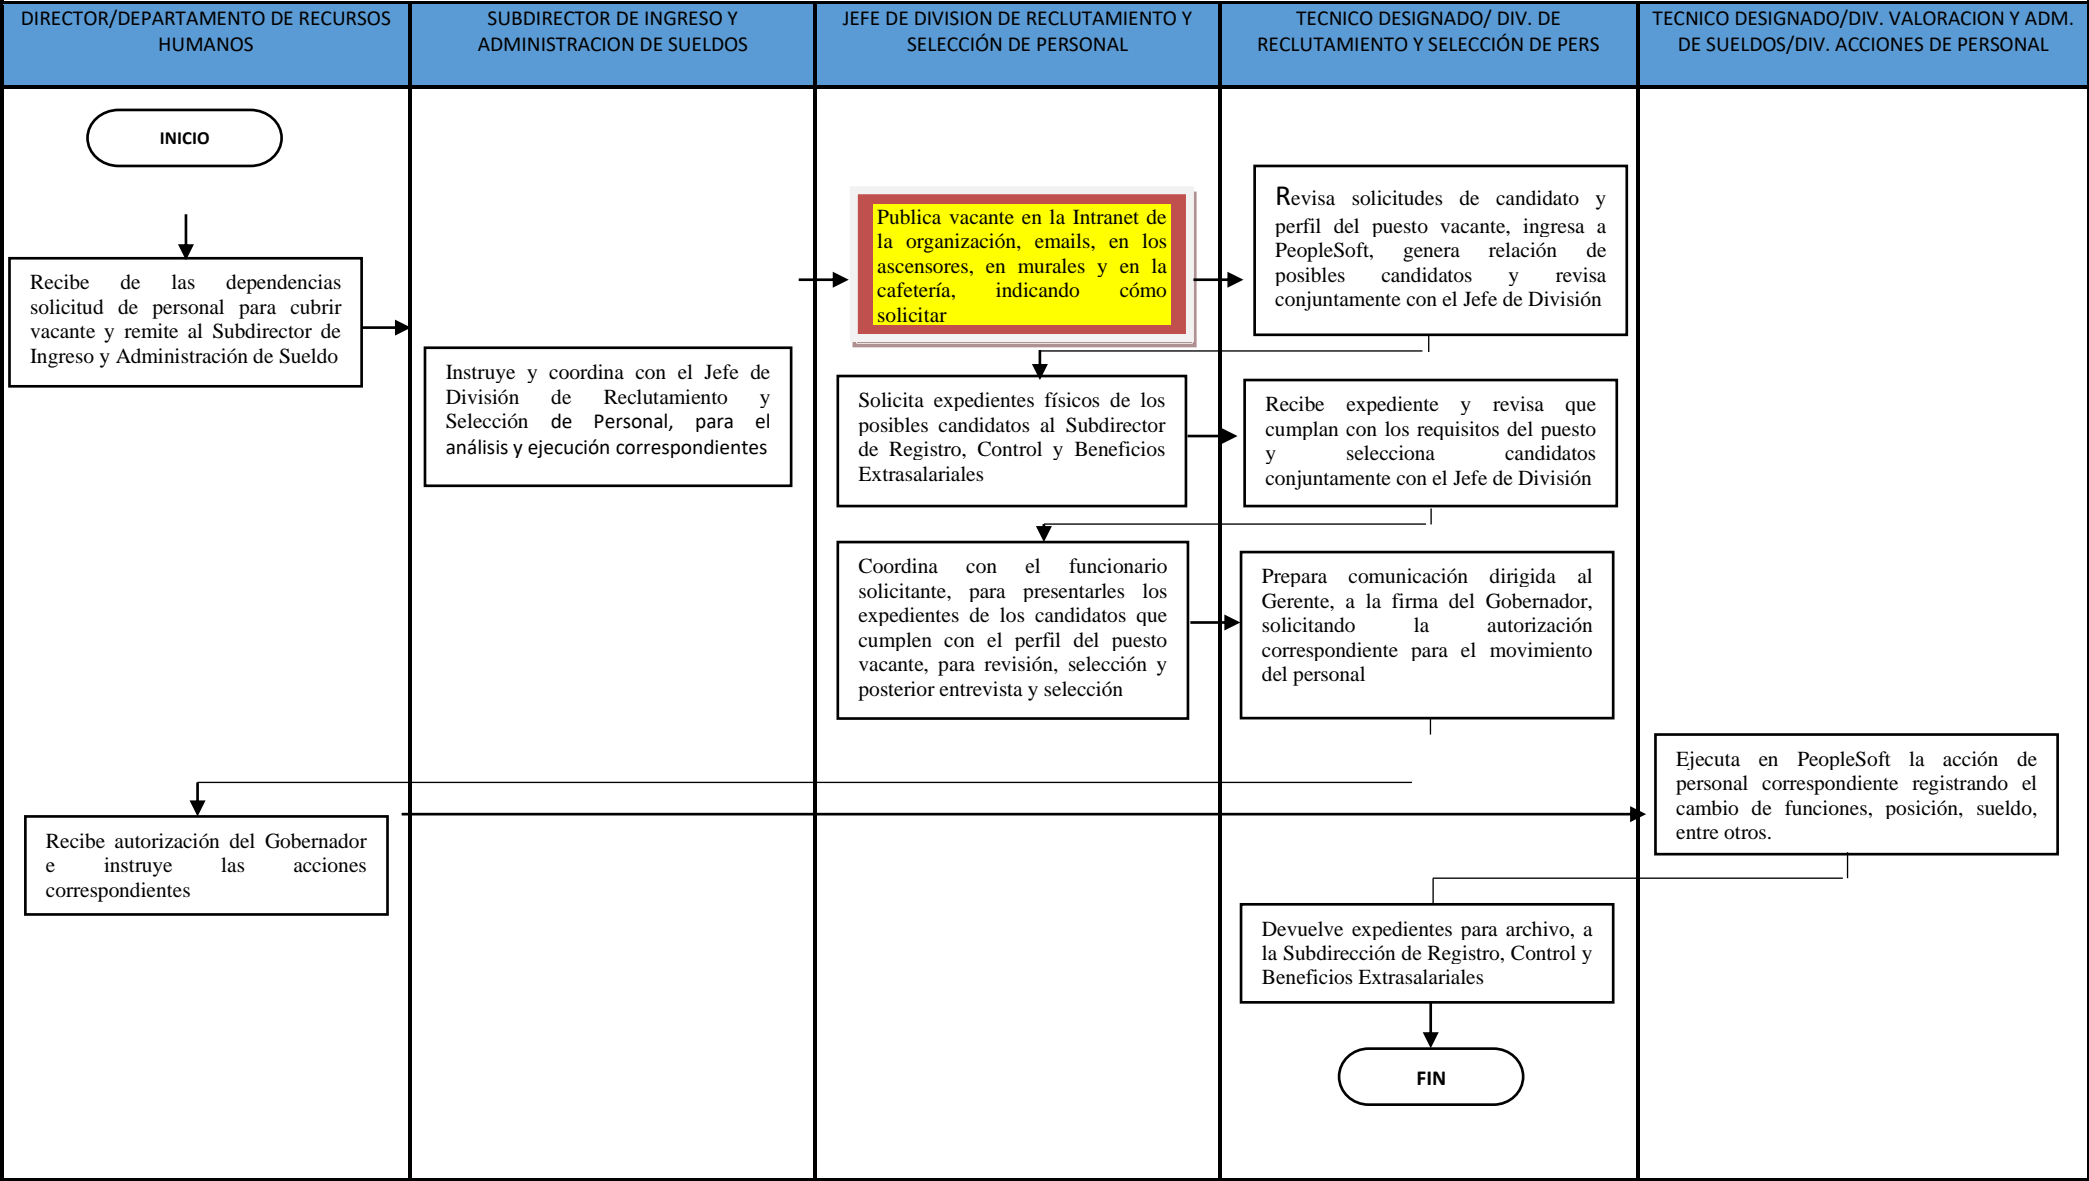 DIRECTOR/DEPARTAMENTO DE RECURSOS
HUMANOS
SUBDIRECTOR DE INGRESO Y
ADMINISTRACION DE SUELDOS
JEFE DE DIVISION DE RECLUTAMIENTO Y
SELECCIÓN DE PERSONAL
TECNICO DESIGNADO/ DIV. DE
RECLUTAMIENTO Y SELECCIÓN DE PERS
TECNICO DESIGNADO/DIV. VALORACION Y ADM.
DE SUELDOS/DIV. ACCIONES DE PERSONAL
INICIO
Recibe de las dependencias
solicitud de personal para cubrir
vacante y remite al Subdirector de
Ingreso y Administración de Sueldo
Instruye y coordina con el Jefe de
División de Reclutamiento y
Selección de Personal, para el
análisis y ejecución correspondientes
Publica vacante en la Intranet de
la organización, emails, en los
ascensores, en murales y en la
cafetería, indicando cómo
solicitar
Revisa solicitudes de candidato y
perfil del puesto vacante, ingresa a
PeopleSoft, genera relación de
posibles candidatos y revisa
conjuntamente con el Jefe de División
Solicita expedientes físicos de los
posibles candidatos al Subdirector
de Registro, Control y Beneficios
Extrasalariales
Recibe expediente y revisa que
cumplan con los requisitos del puesto
y selecciona candidatos
conjuntamente con el Jefe de División
Coordina con el funcionario
solicitante, para presentarles los
expedientes de los candidatos que
cumplen con el perfil del puesto
vacante, para revisión, selección y
posterior entrevista y selección
Prepara comunicación dirigida al
Gerente, a la firma del Gobernador,
solicitando la autorización
correspondiente para el movimiento
del personal
Recibe autorización del Gobernador
e instruye las acciones
correspondientes
Ejecuta en PeopleSoft la acción de
personal correspondiente registrando el
cambio de funciones, posición, sueldo,
entre otros.
Devuelve expedientes para archivo, a
la Subdirección de Registro, Control y
Beneficios Extrasalariales
FIN